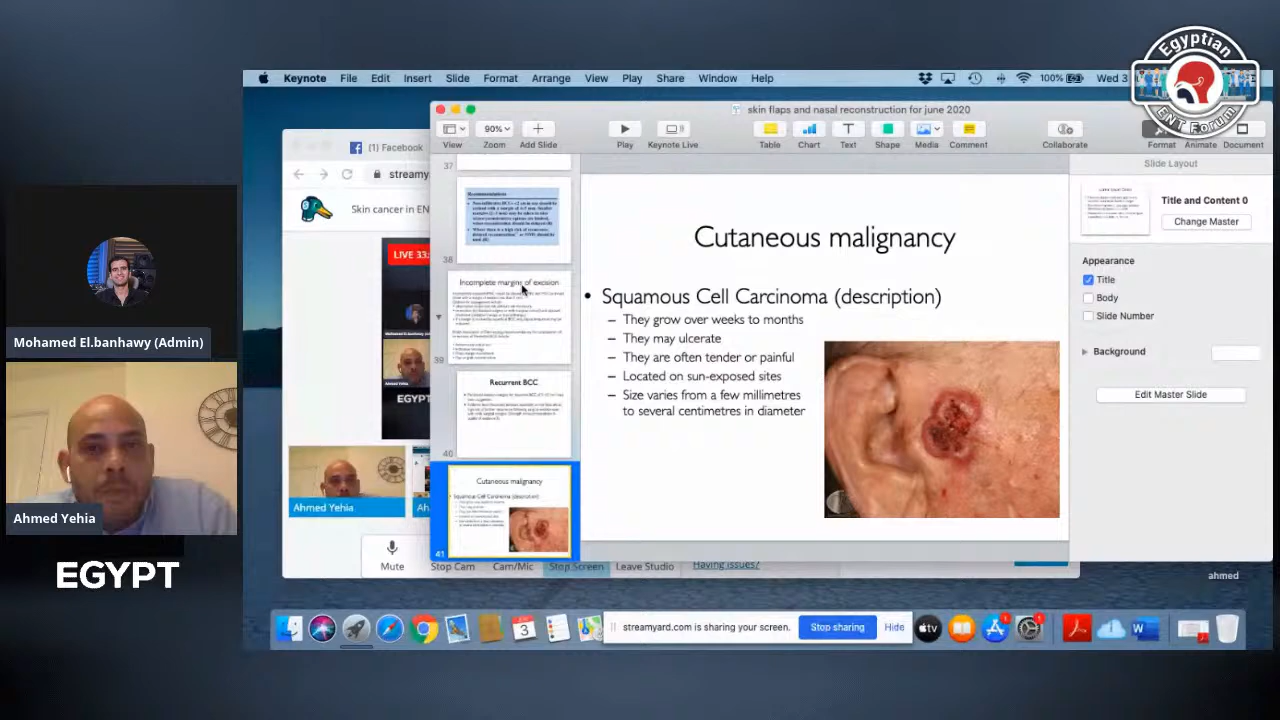 Egyptian
ENT Forum
Keynote File Edit Insert Slide Format Arrange View Play Share Window Help
100%
Wed 3
skin flaps and nasal reconstruction for june 2020
90%
View Zoom Add Slide Play Keynote Live Table Chart Text Shape Media Comment Collaborate Format Animate Document
(1) Facebook
streamy
Skin cancer in EN
LIVE 33:
EGYPT
Ahmed Yehia
Ah
Mute Stop Cam Cam/Mic Stop Screen Leave Studio Having issues?
37
Recommendations
38
Incomplete margins of excision
39
Recurrent BCC
40
Cutaneous malignancy
Squamous Cell Carcinoma (description)
41
Cutaneous malignancy
• Squamous Cell Carcinoma (description)
– They grow over weeks to months
– They may ulcerate
– They are often tender or painful
– Located on sun-exposed sites
– Size varies from a few millimetres
to several centimetres in diameter
Slide Layout
Title and Content 0
Change Master
Appearance
Title
Body
Slide Number
Background
Edit Master Slide
ahmed
Mohamed El.banhawy (Admin)
Ahmed Yehia
EGYPT
3
streamyard.com is sharing your screen. Stop sharing Hide
tv
1
1
W